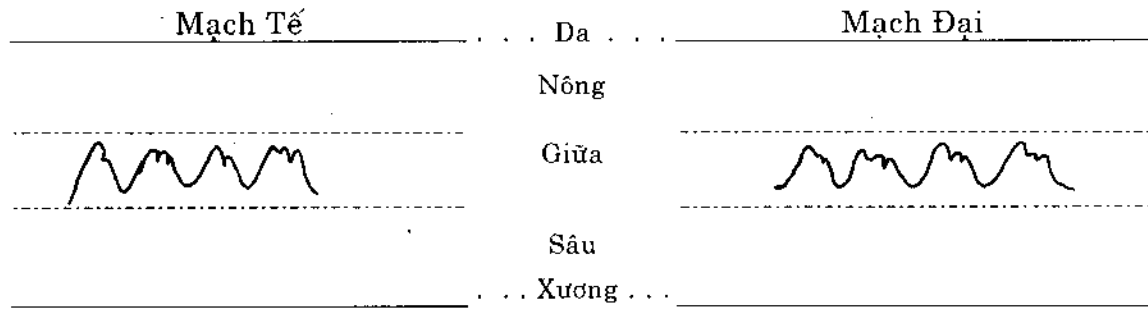 Mạch Tế
Mạch Đại
. . . Da . . .
Nông
Giữa
Sâu
. . . Xương . . .